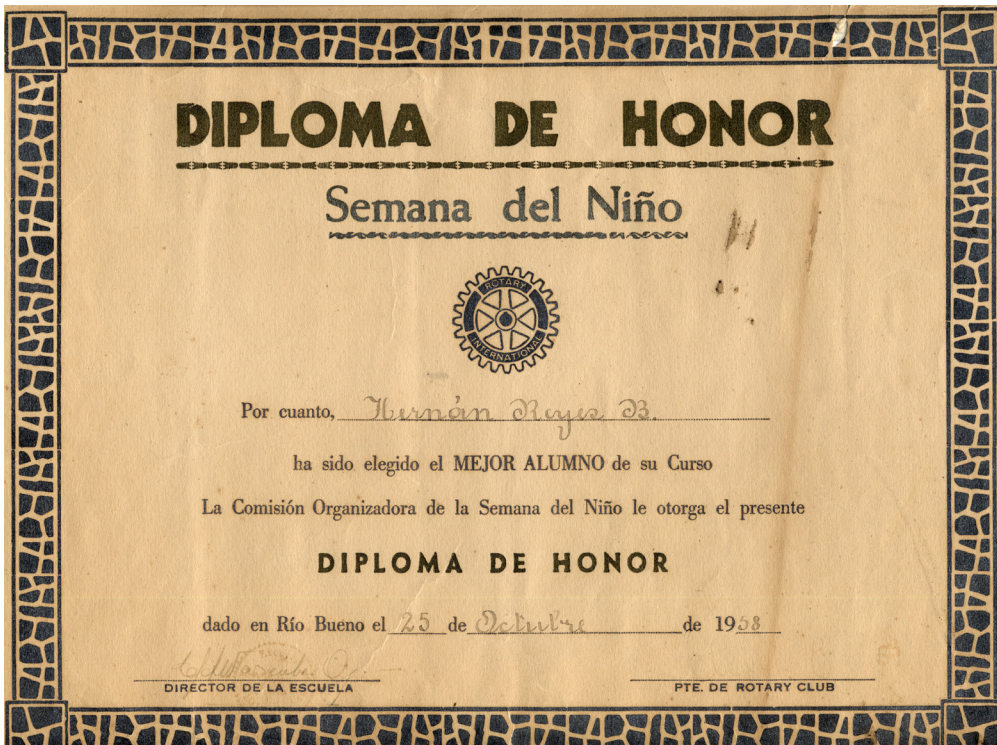 DIPLOMA DE HONOR
Semana del Niño
ROTARY
INTERNATIONAL
Por cuanto, Hernán Reyes B.
ha sido elegido el MEJOR ALUMNO de su Curso
La Comisión Organizadora de la Semana del Niño le otorga el presente
DIPLOMA DE HONOR
dado en Río Bueno el 25 de Octubre de 1958
DIRECTOR DE LA ESCUELA
PTE. DE ROTARY CLUB